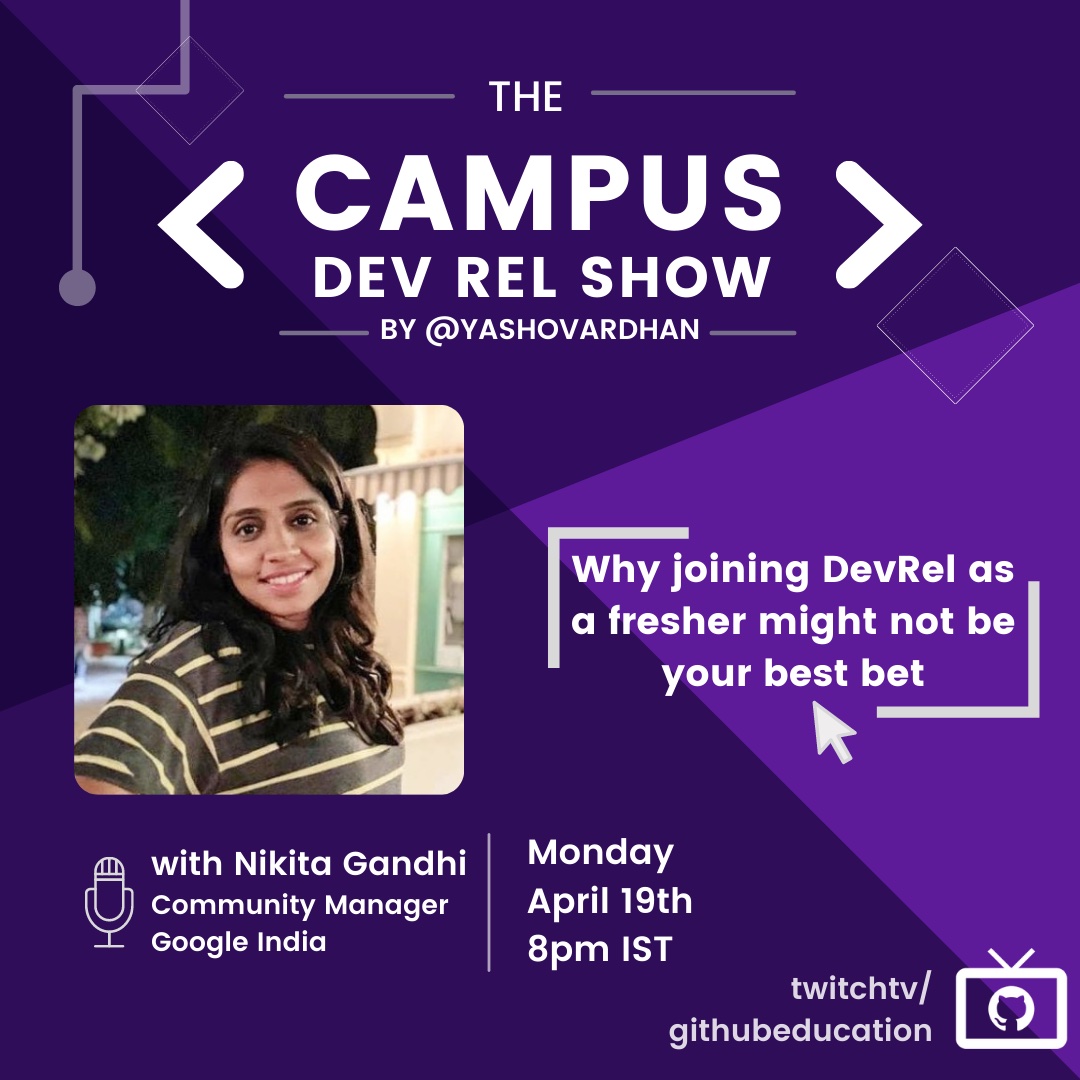 THE
CAMPUS
DEV REL SHOW
BY @YASHOVARDHAN
Why joining DevRel as
a fresher might not be
your best bet
with Nikita Gandhi
Community Manager
Google India
Monday
April 19th
8pm IST
twitchtv/
githubeducation